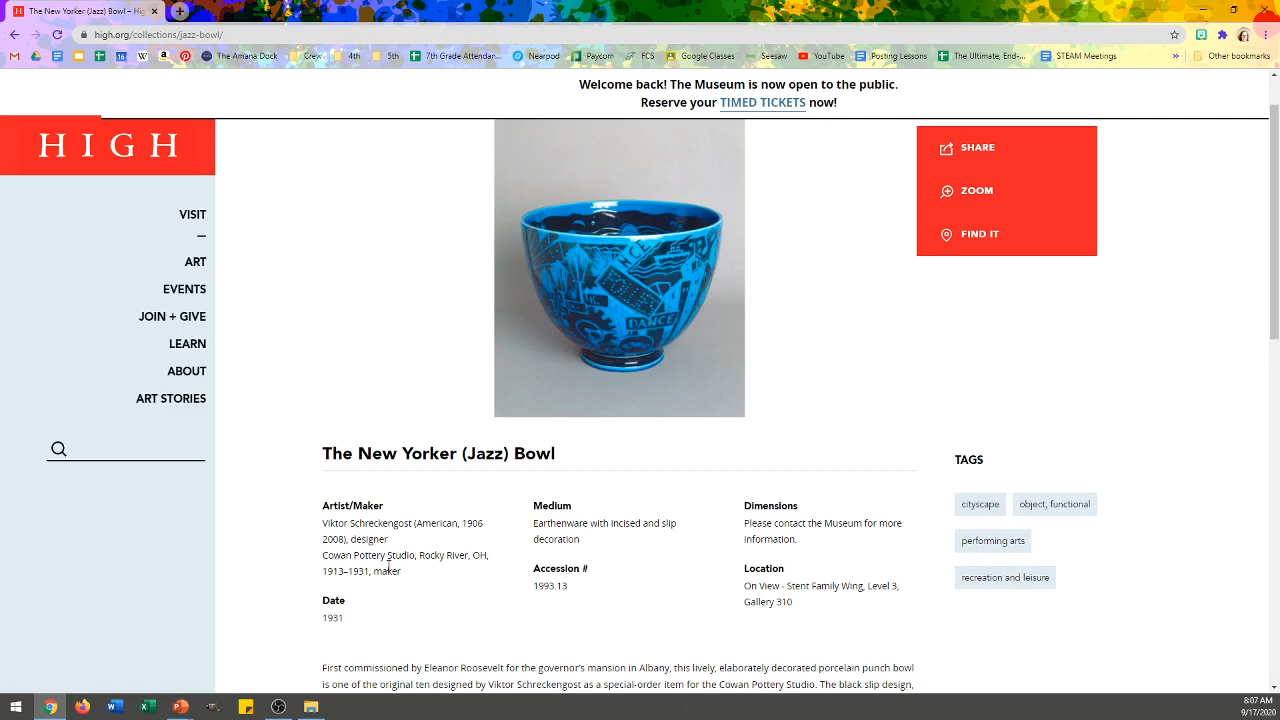 The New Yorker (Jazz) Bowl – Hig
high.org/collections/jazz-bowl/
The Amana Dock
Crew
4th
5th
7th Grade Attend,
Nearpod
Paycom
FCS
Google Classes
Seesaw
YouTube
Posting Lessons
The Ultimate, End-
STEAM Meetings
»
Other bookmarks
Welcome back! The Museum is now open to the public.
Reserve your TIMED TICKETS now!
HIGH
VISIT
—
ART
EVENTS
JOIN + GIVE
LEARN
ABOUT
ART STORIES
DANCE
SHARE
ZOOM
FIND IT
The New Yorker (Jazz) Bowl
Artist/Maker
Viktor Schreckengost (American, 1906
2008), designer
Cowan Pottery Studio, Rocky River, OH,
1913–1931, maker
Date
1931
Medium
Earthenware with incised and slip
decoration
Accession #
1993.13
Dimensions
Please contact the Museum for more
information.
Location
On View - Stent Family Wing, Level 3,
Gallery 310
TAGS
cityscape
object, functional
performing arts
recreation and leisure
First commissioned by Eleanor Roosevelt for the governor's mansion in Albany, this lively, elaborately decorated porcelain punch bowl
is one of the original ten designed by Viktor Schreckengost as a special-order item for the Cowan Pottery Studio. The black slip design,
8:07 AM
9/17/2020